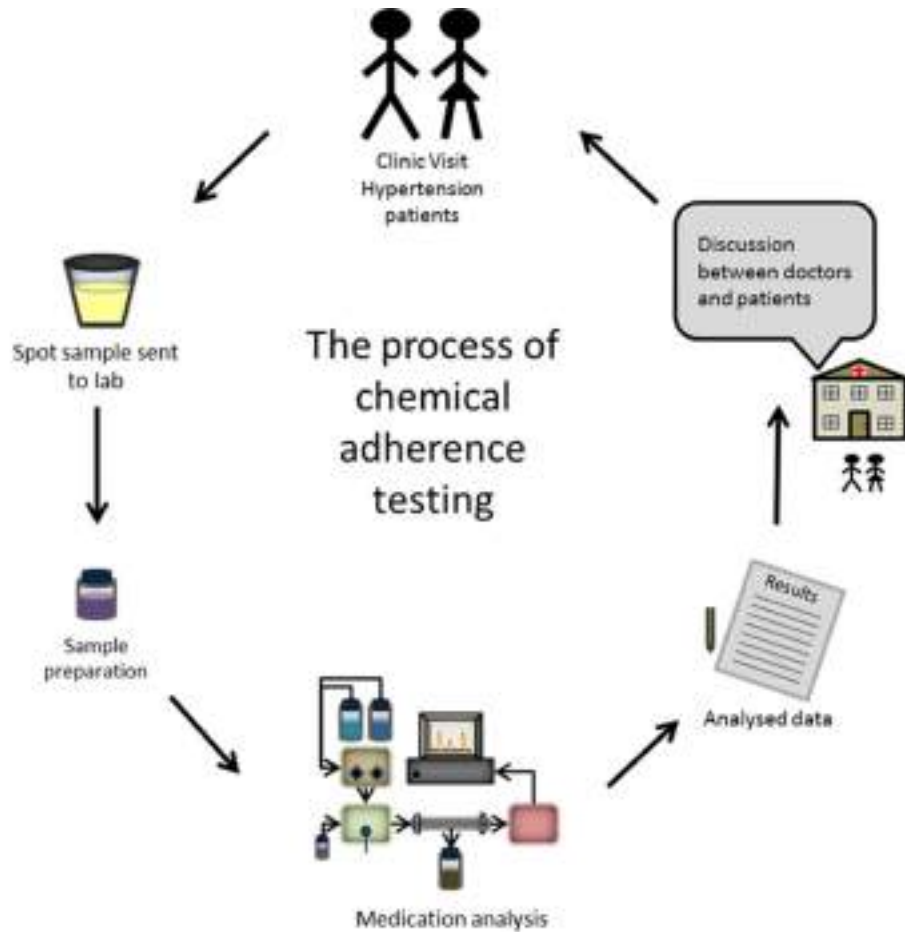 Clinic Visit
Hypertension
patients
Discussion
between doctors
and patients
Spot sample sent
to lab
The process of
chemical
adherence
testing
Sample
preparation
Results
Analysed data
Medication analysis